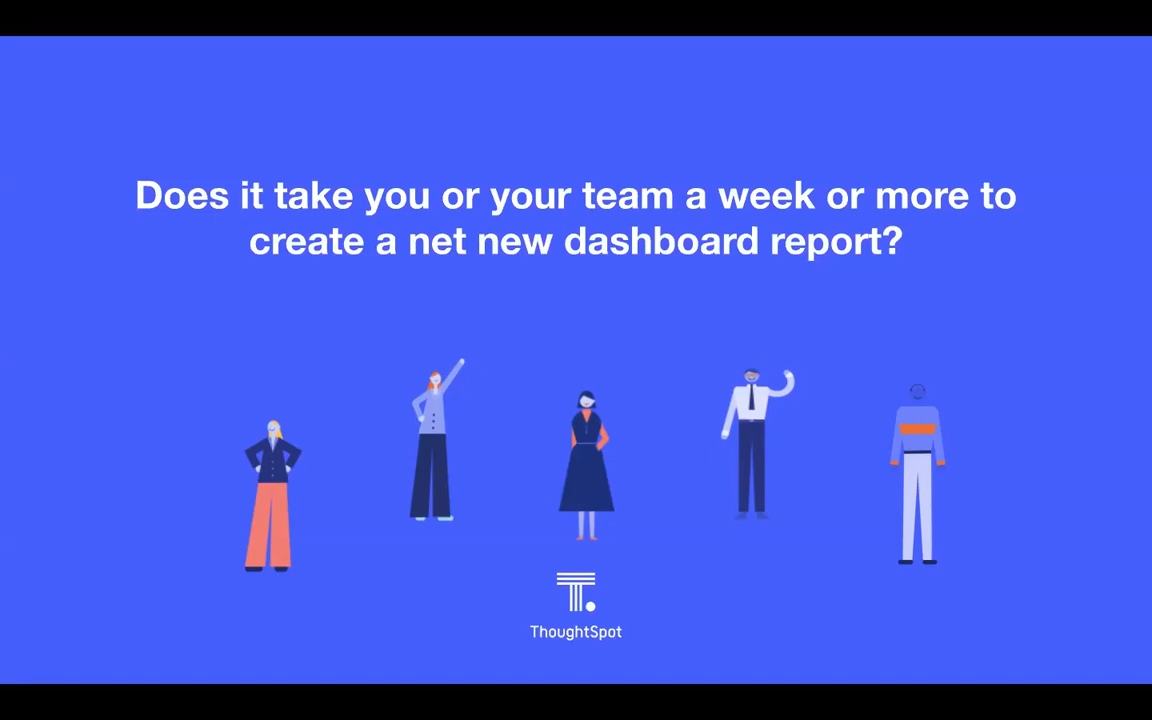 Does it take you or your team a week or more to
create a net new dashboard report?
ThoughtSpot